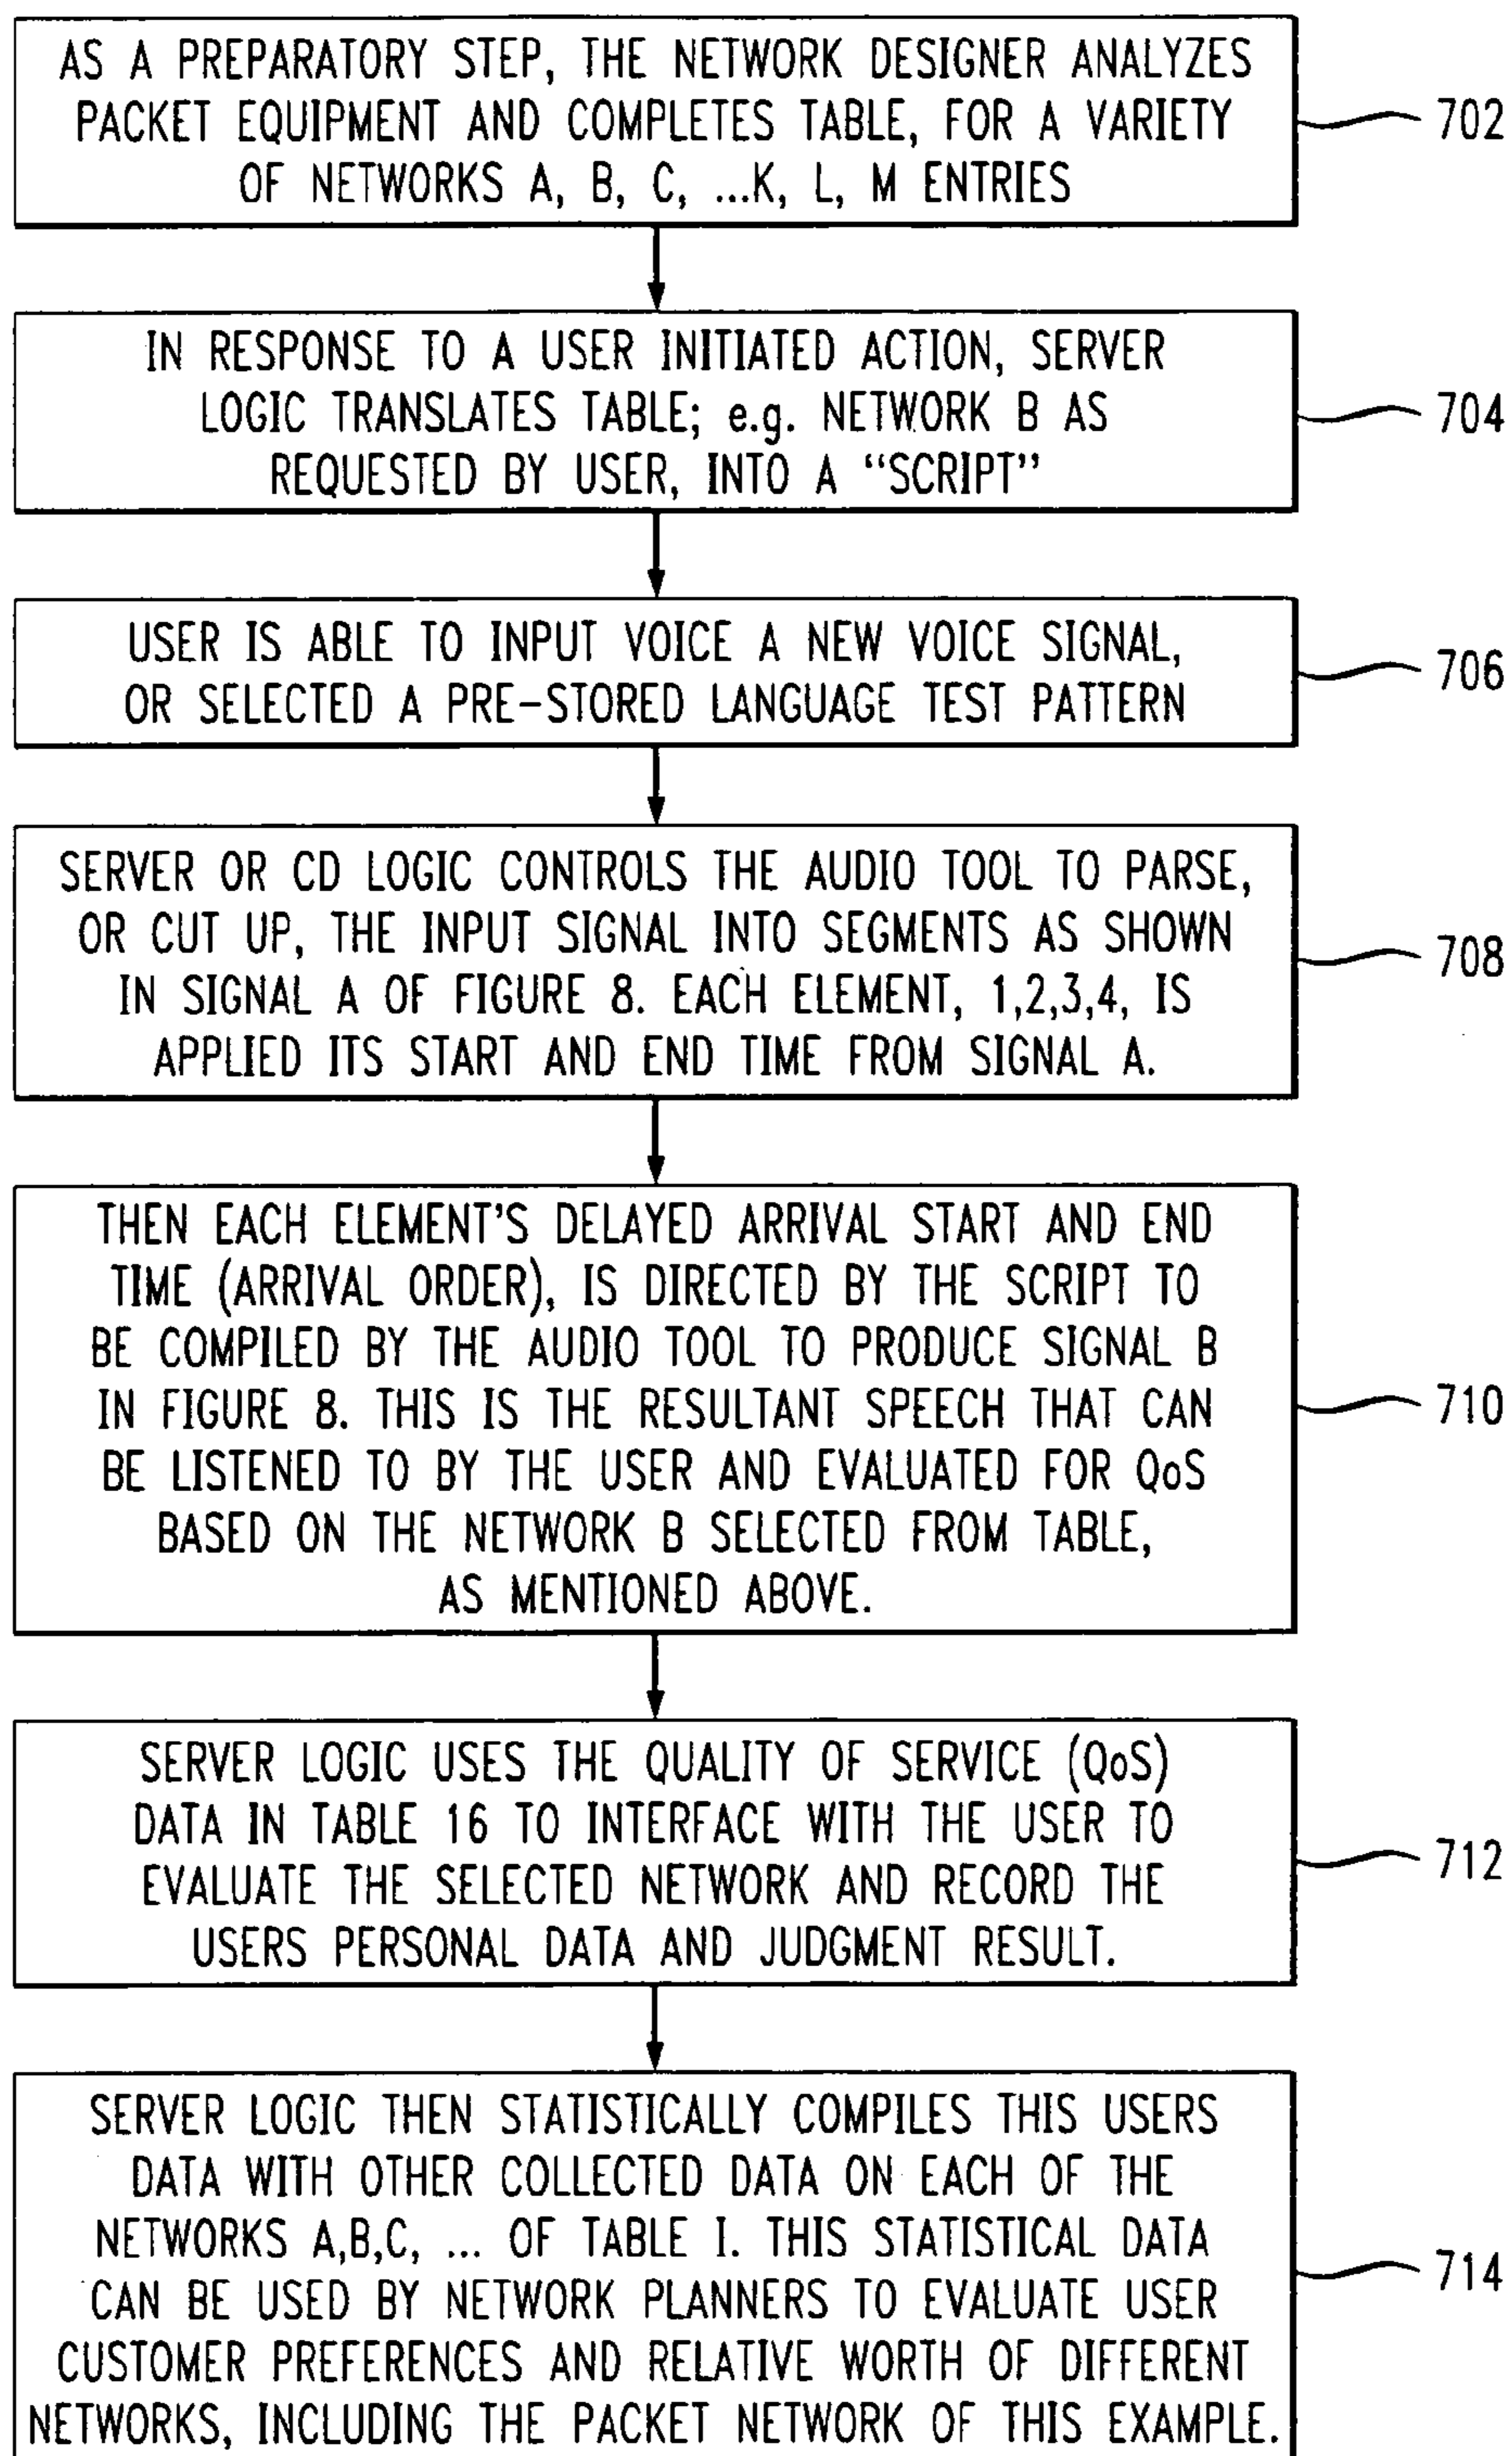 AS A PREPARATORY STEP, THE NETWORK DESIGNER ANALYZES
PACKET EQUIPMENT AND COMPLETES TABLE, FOR A VARIETY
OF NETWORKS A, B, C, ...K, L, M ENTRIES
702
IN RESPONSE TO A USER INITIATED ACTION, SERVER
LOGIC TRANSLATES TABLE; e.g. NETWORK B AS
REQUESTED BY USER, INTO A “SCRIPT”
704
USER IS ABLE TO INPUT VOICE A NEW VOICE SIGNAL,
OR SELECTED A PRE-STORED LANGUAGE TEST PATTERN
706
SERVER OR CD LOGIC CONTROLS THE AUDIO TOOL TO PARSE,
OR CUT UP, THE INPUT SIGNAL INTO SEGMENTS AS SHOWN
IN SIGNAL A OF FIGURE 8. EACH ELEMENT, 1,2,3,4, IS
APPLIED ITS START AND END TIME FROM SIGNAL A.
708
THEN EACH ELEMENT'S DELAYED ARRIVAL START AND END
TIME (ARRIVAL ORDER), IS DIRECTED BY THE SCRIPT TO
BE COMPILED BY THE AUDIO TOOL TO PRODUCE SIGNAL B
IN FIGURE 8. THIS IS THE RESULTANT SPEECH THAT CAN
BE LISTENED TO BY THE USER AND EVALUATED FOR QoS
BASED ON THE NETWORK B SELECTED FROM TABLE,
AS MENTIONED ABOVE.
710
SERVER LOGIC USES THE QUALITY OF SERVICE (QoS)
DATA IN TABLE 16 TO INTERFACE WITH THE USER TO
EVALUATE THE SELECTED NETWORK AND RECORD THE
USERS PERSONAL DATA AND JUDGMENT RESULT.
712
SERVER LOGIC THEN STATISTICALLY COMPILES THIS USERS
DATA WITH OTHER COLLECTED DATA ON EACH OF THE
NETWORKS A,B,C, ... OF TABLE I. THIS STATISTICAL DATA
CAN BE USED BY NETWORK PLANNERS TO EVALUATE USER
CUSTOMER PREFERENCES AND RELATIVE WORTH OF DIFFERENT
NETWORKS, INCLUDING THE PACKET NETWORK OF THIS EXAMPLE.
714